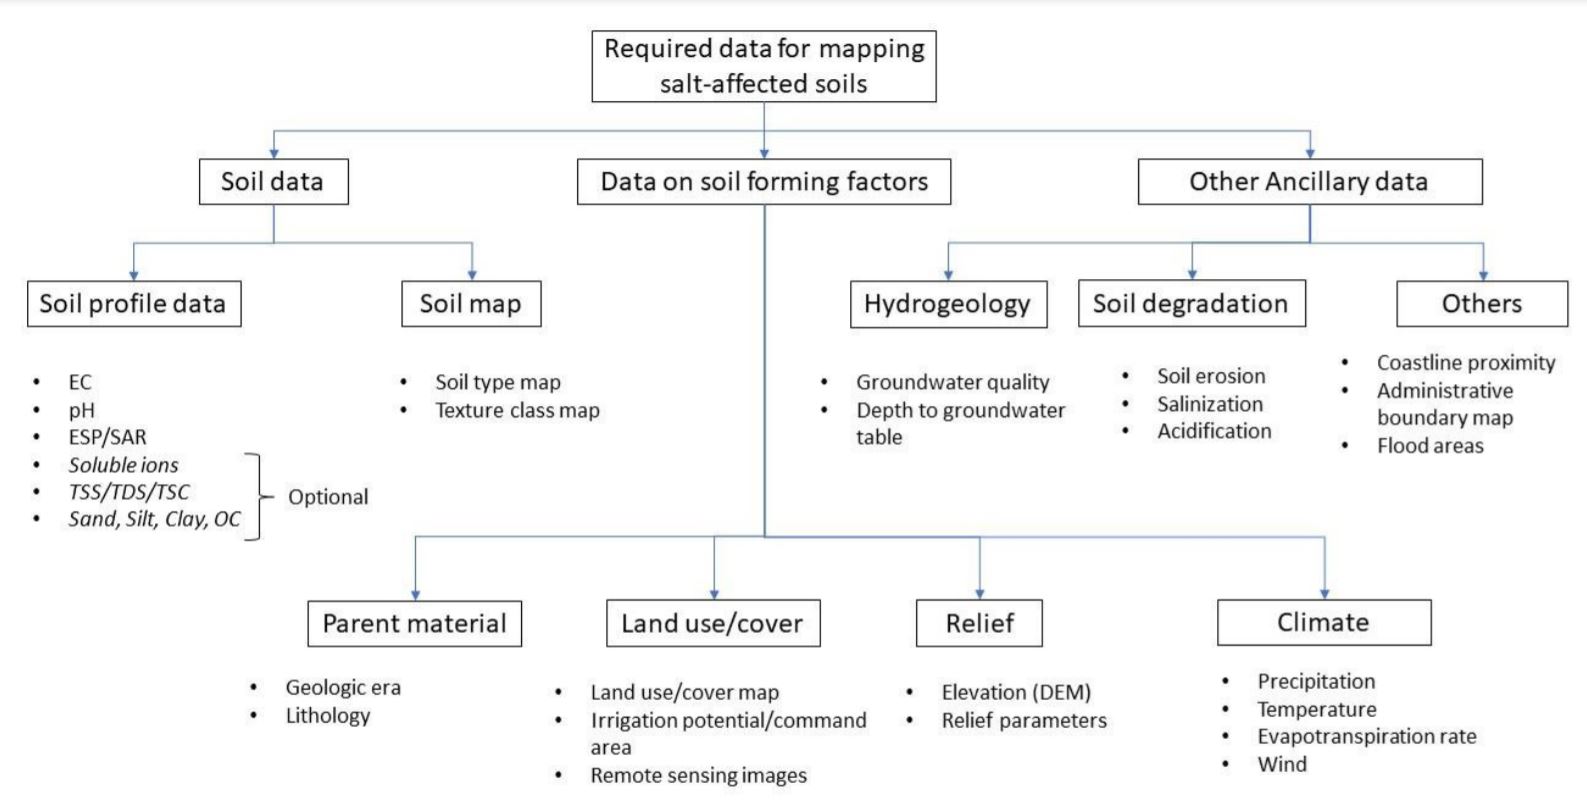 Required data for mapping
salt-affected soils
Soil data
Data on soil forming factors
Other Ancillary data
Soil profile data
Soil map
Hydrogeology
Soil degradation
Others
• EC
• pH
• ESP/SAR
• Soluble ions
• TSS/TDS/TSC
• Sand, Silt, Clay, OC
Optional
• Soil type map
• Texture class map
• Groundwater quality
• Depth to groundwater
table
• Soil erosion
• Salinization
• Acidification
• Coastline proximity
• Administrative
boundary map
• Flood areas
Parent material
Land use/cover
Relief
Climate
• Geologic era
• Lithology
• Land use/cover map
• Irrigation potential/command
area
• Remote sensing images
• Elevation (DEM)
• Relief parameters
• Precipitation
• Temperature
• Evapotranspiration rate
• Wind